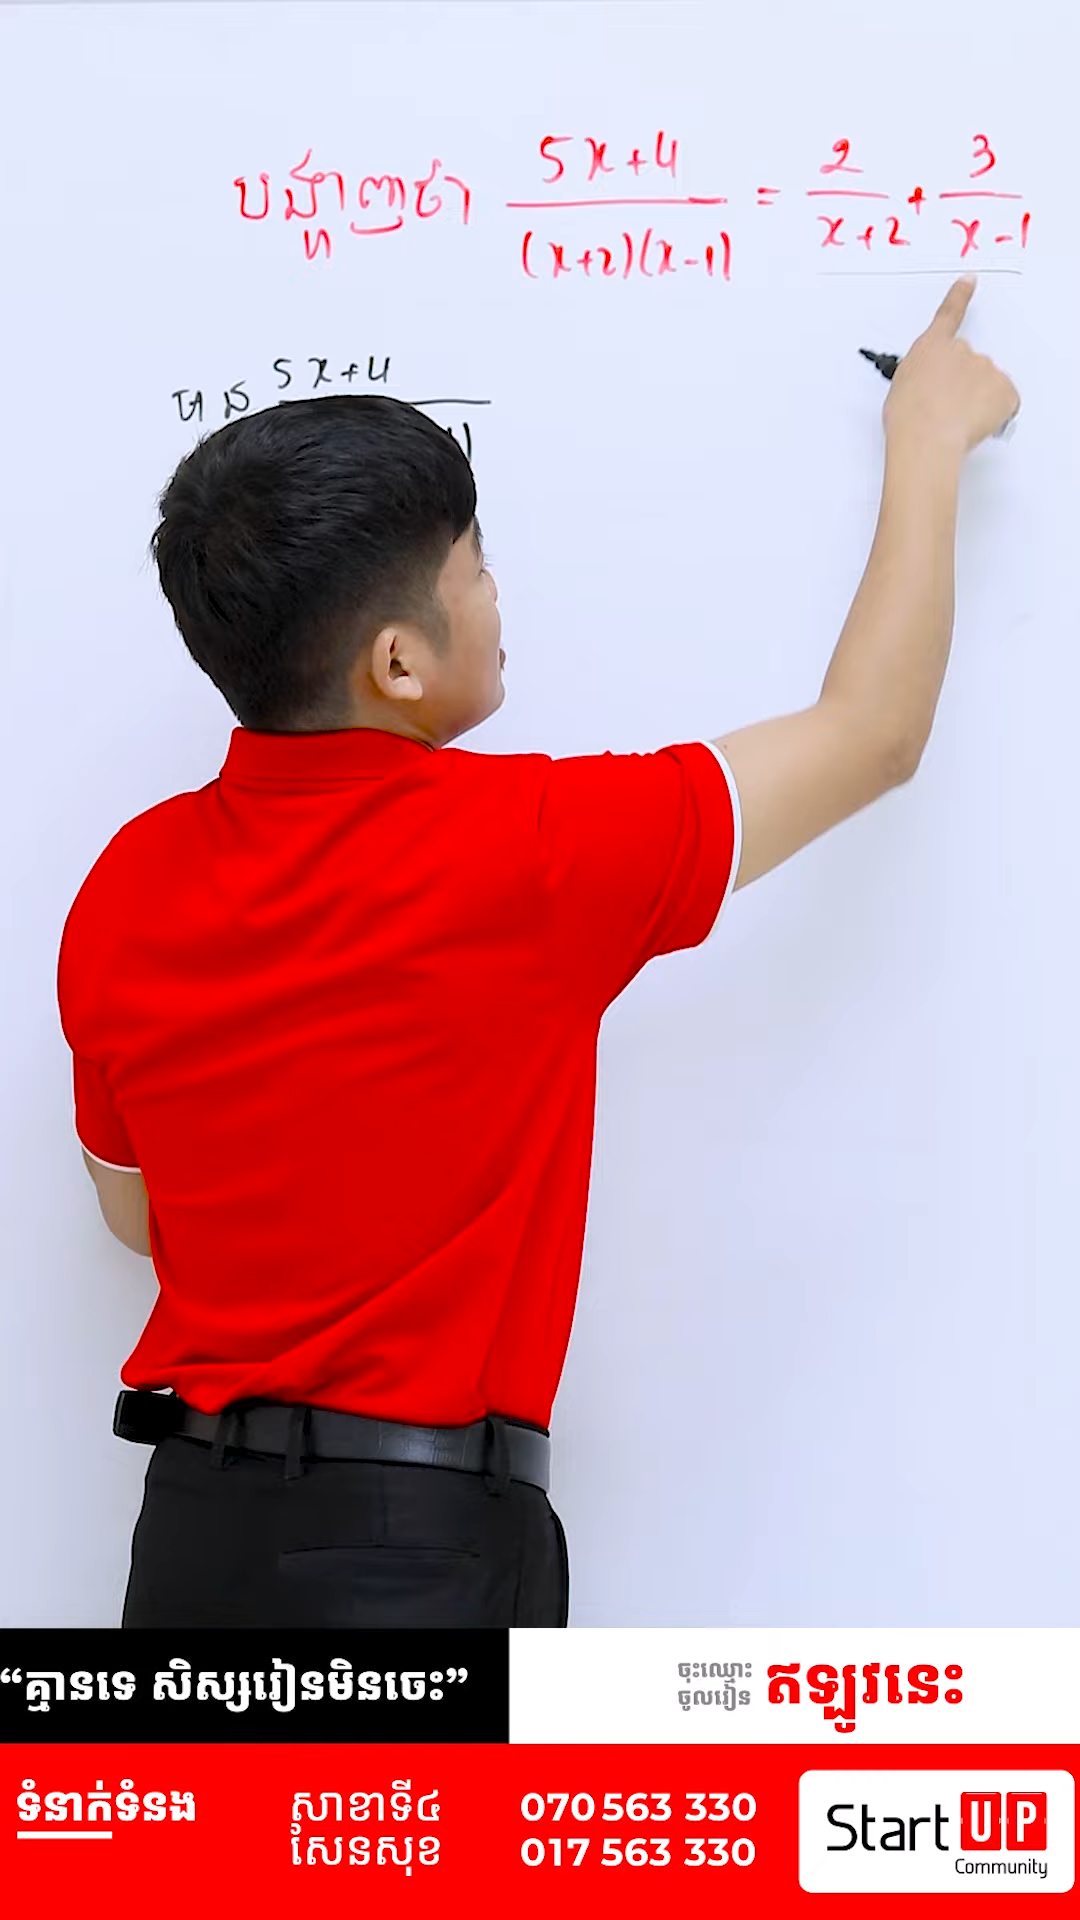 បង្ហាញថា 5x+4/(x+2)(x-1) = 2/x+2 + 3/x-1
មាន 5x+4
“គ្មានទេ សិស្សរៀនមិនចេះ”
ចុះឈ្មោះ
ចូលរៀន
ឥឡូវនេះ
ទំនាក់ទំនង
សាខាទី៤
សែនសុខ
070 563 330
017 563 330
Start UP
Community